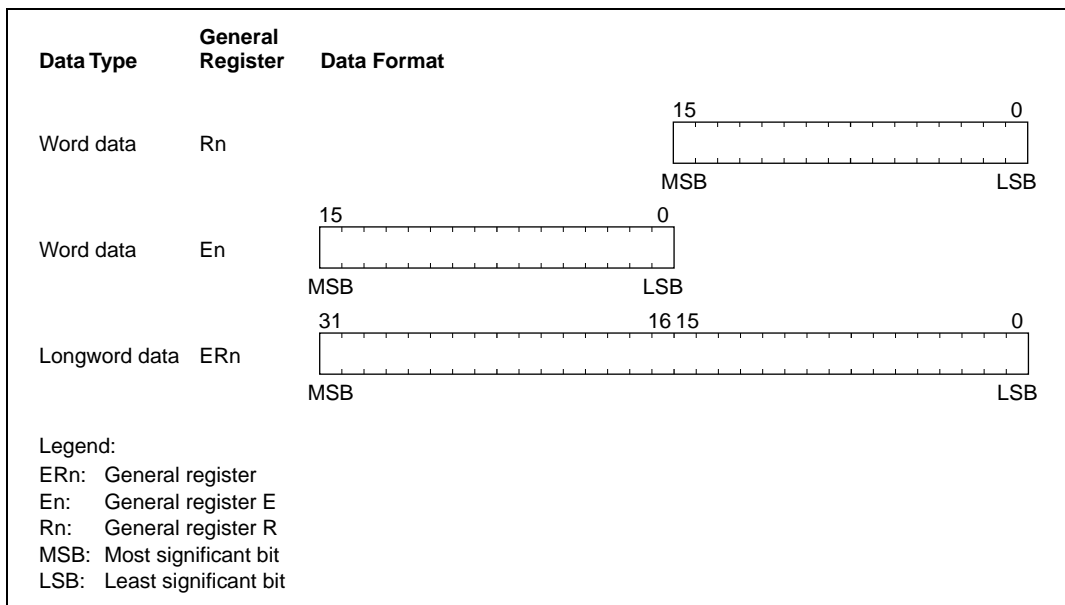 Data Type General Register Data Format
15 0
Word data Rn
MSB LSB
15 0
Word data En
MSB LSB
31 16 15 0
Longword data ERn
MSB LSB
Legend:
ERn: General register
En: General register E
Rn: General register R
MSB: Most significant bit
LSB: Least significant bit